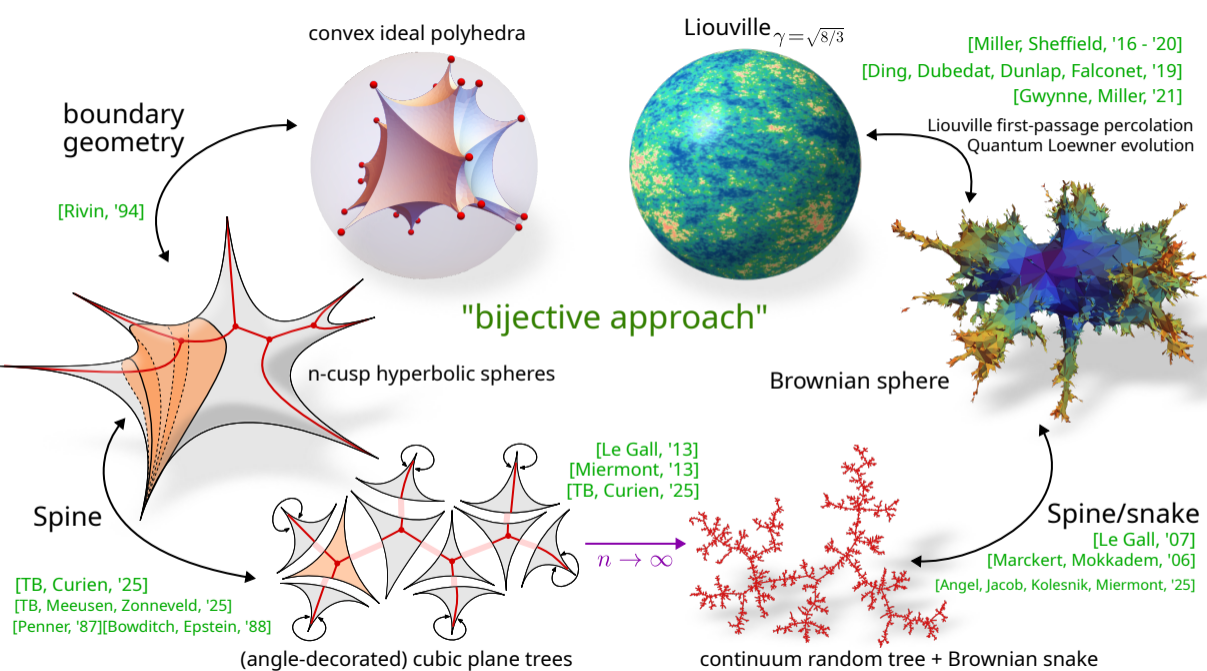 convex ideal polyhedra
Liouville γ=√8/3
[Miller, Sheffield, '16 - '20]
[Ding, Dubedat, Dunlap, Falconet, '19]
[Gwynne, Miller, '21]
Liouville first-passage percolation
Quantum Loewner evolution
boundary
geometry
[Rivin, '94]
"bijective approach"
n-cusp hyperbolic spheres
Brownian sphere
[Le Gall, '13]
[Miermont, '13]
[TB, Curien, '25]
n → ∞
Spine
Spine/snake
[Le Gall, '07]
[Marckert, Mokkadem, '06]
[Angel, Jacob, Kolesnik, Miermont, '25]
[TB, Curien, '25]
[TB, Meeusen, Zonneveld, '25]
[Penner, '87][Bowditch, Epstein, '88]
(angle-decorated) cubic plane trees
continuum random tree + Brownian snake